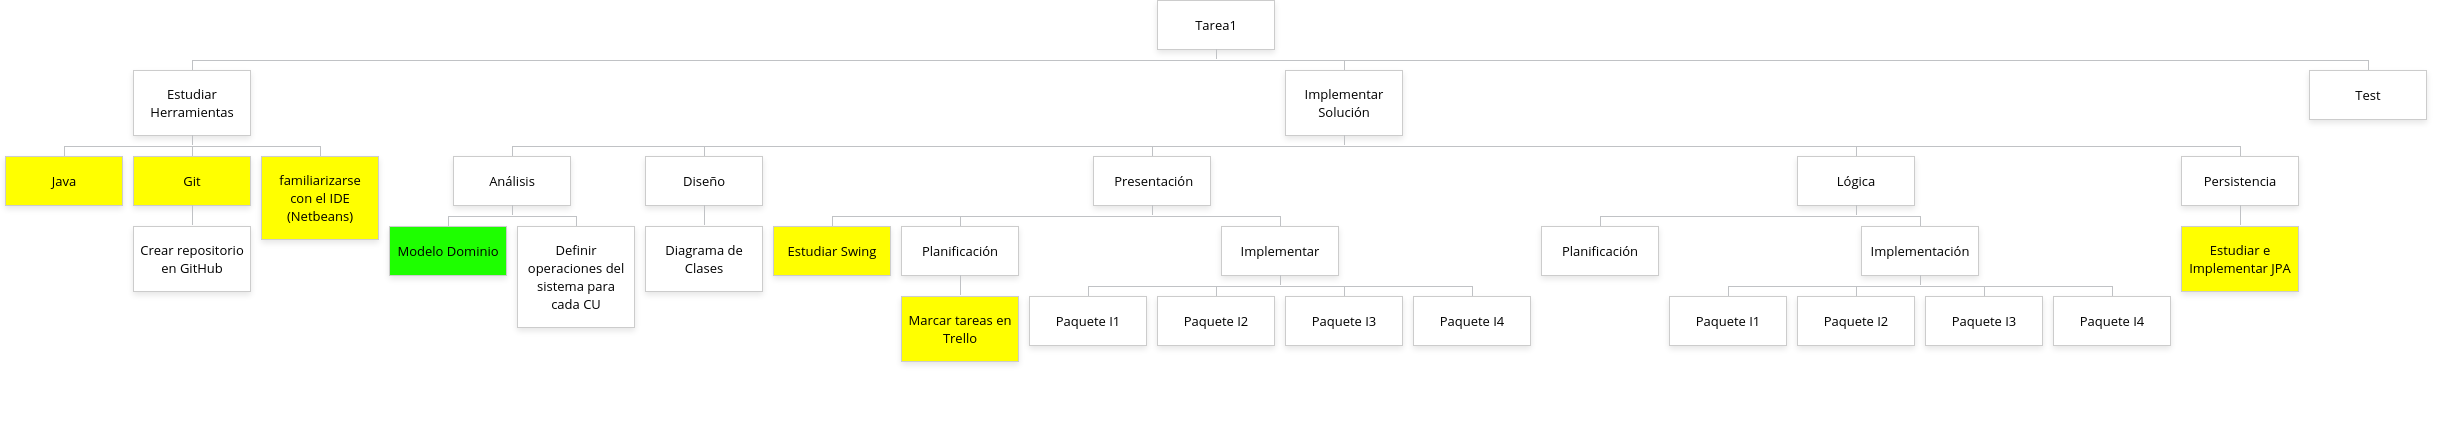 Tarea1
Estudiar
Herramientas
Implementar
Solución
Test
Java
Git
familiarizarse
con el IDE
(Netbeans)
Análisis
Diseño
Presentación
Lógica
Persistencia
Crear repositorio
en GitHub
Modelo Dominio
Definir
operaciones del
sistema para
cada CU
Diagrama de
Clases
Estudiar Swing
Planificación
Implementar
Planificación
Implementación
Estudiar e
Implementar JPA
Marcar tareas en
Trello
Paquete I1
Paquete I2
Paquete I3
Paquete I4
Paquete I1
Paquete I2
Paquete I3
Paquete I4